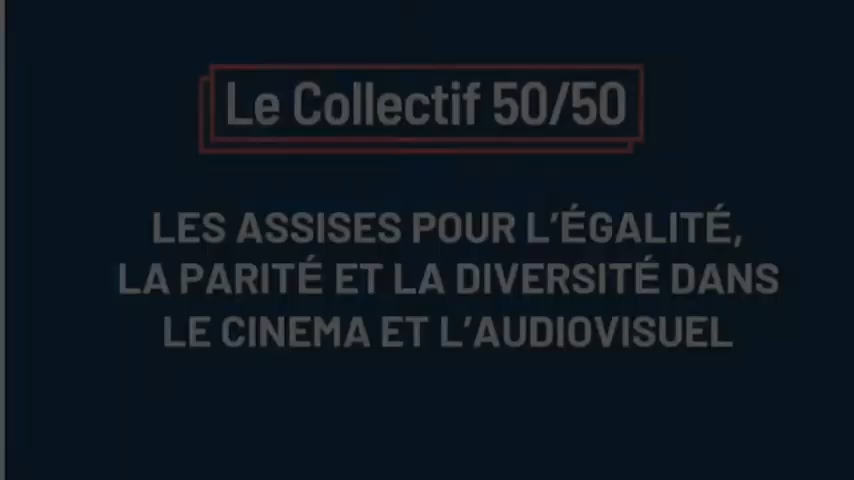 Le Collectif 50/50
LES ASSISES POUR L'ÉGALITÉ,
LA PARITÉ ET LA DIVERSITÉ DANS
LE CINEMA ET L'AUDIOVISUEL